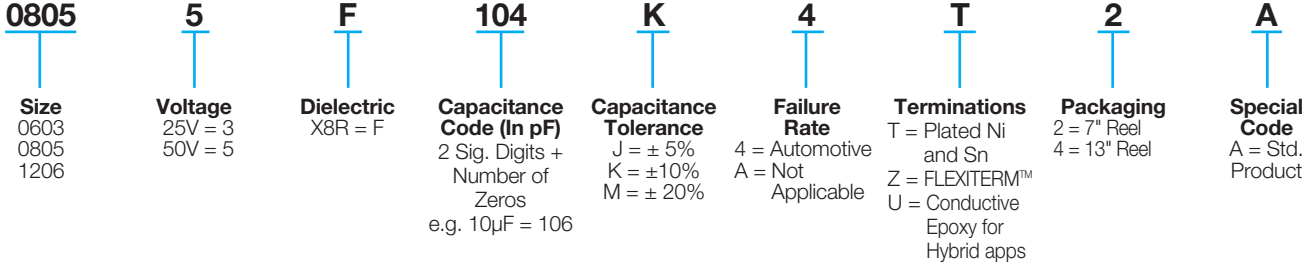 0805 5 F 104 K 4 T 2 A
Size
0603
0805
1206
Voltage
25V = 3
50V = 5
Dielectric
X8R = F
Capacitance
Code (In pF)
2 Sig. Digits +
Number of
Zeros
e.g. 10µF = 106
Capacitance
Tolerance
J = ± 5%
K = ±10%
M = ± 20%
Failure
Rate
4 = Automotive
A = Not
Applicable
Terminations
T = Plated Ni
and Sn
Z = FLEXITERM™
U = Conductive
Epoxy for
Hybrid apps
Packaging
2 = 7" Reel
4 = 13" Reel
Special
Code
A = Std.
Product